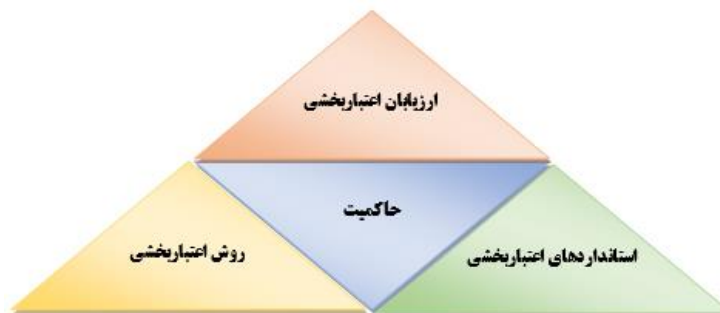 ارزیابان اعتباربخشی
حاکمیت
استانداردهای اعتباربخشی
روش اعتباربخشی